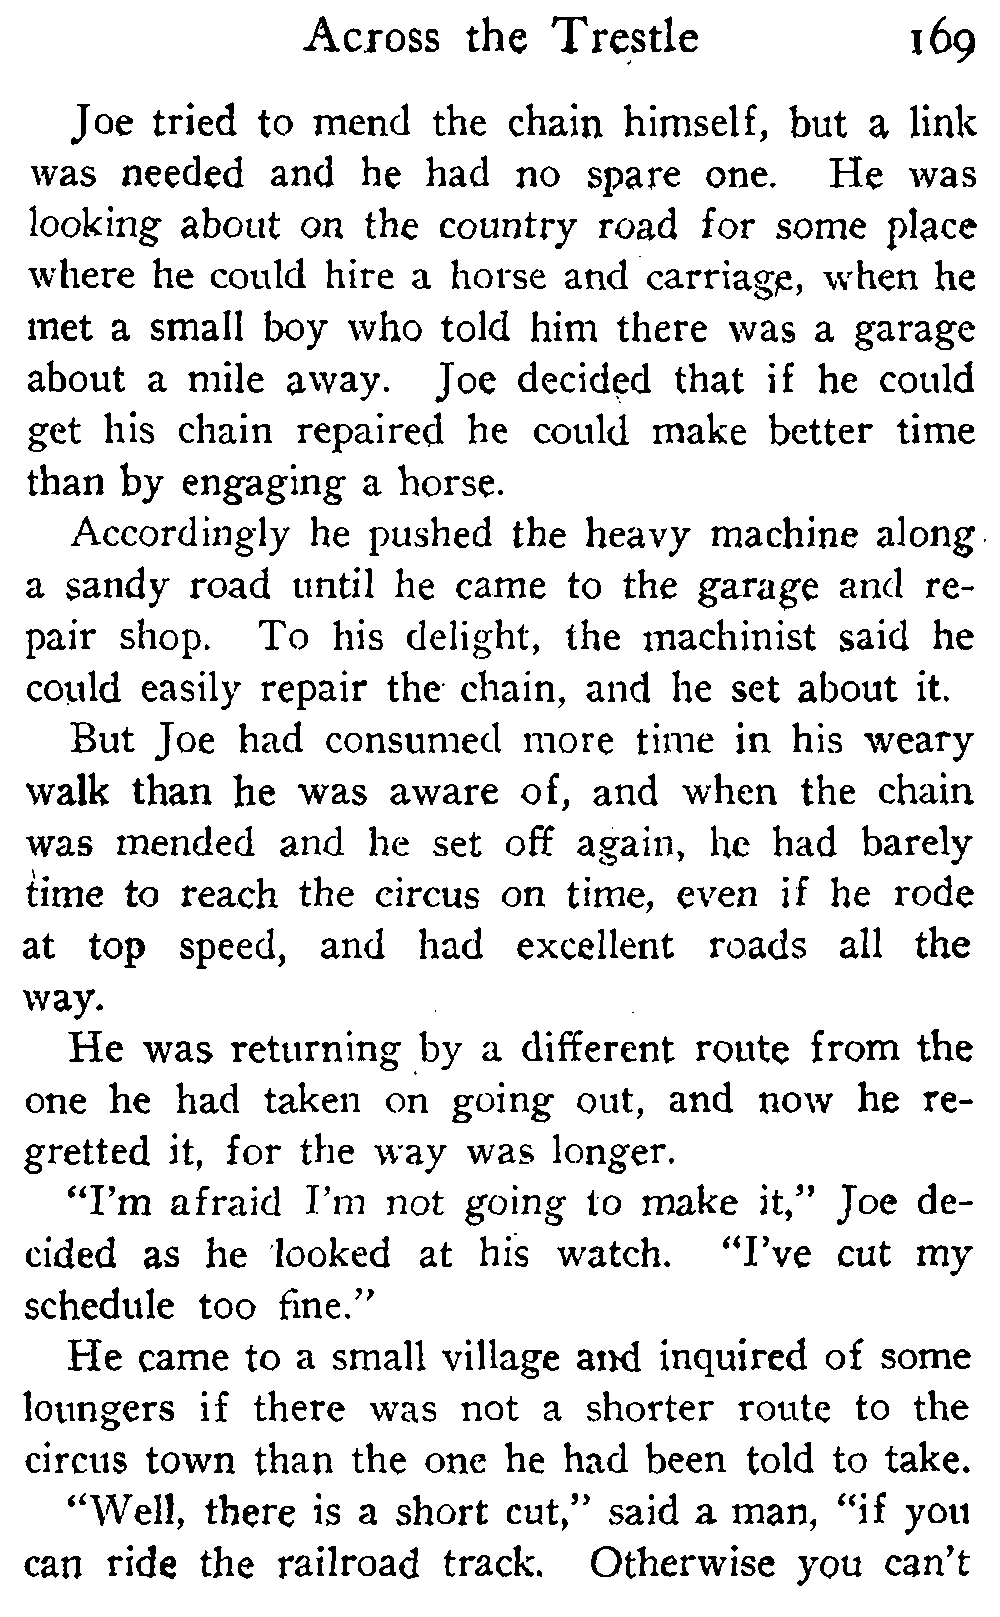 Across the Trestle 169
Joe tried to mend the chain himself, but a link
was needed and he had no spare one. He was
looking about on the country road for some place
where he could hire a horse and carriage, when he
met a small boy who told him there was a garage
about a mile away. Joe decided that if he could
get his chain repaired he could make better time
than by engaging a horse.
Accordingly he pushed the heavy machine along
a sandy road until he came to the garage and re-
pair shop. To his delight, the machinist said he
could easily repair the chain, and he set about it.
But Joe had consumed more time in his weary
walk than he was aware of, and when the chain
was mended and he set off again, he had barely
time to reach the circus on time, even if he rode
at top speed, and had excellent roads all the
way.
He was returning by a different route from the
one he had taken on going out, and now he re-
gretted it, for the way was longer.
"I'm afraid I'm not going to make it," Joe de-
cided as he looked at his watch. "I've cut my
schedule too fine."
He came to a small village and inquired of some
loungers if there was not a shorter route to the
circus town than the one he had been told to take.
"Well, there is a short cut," said a man, "if you
can ride the railroad track. Otherwise you can't